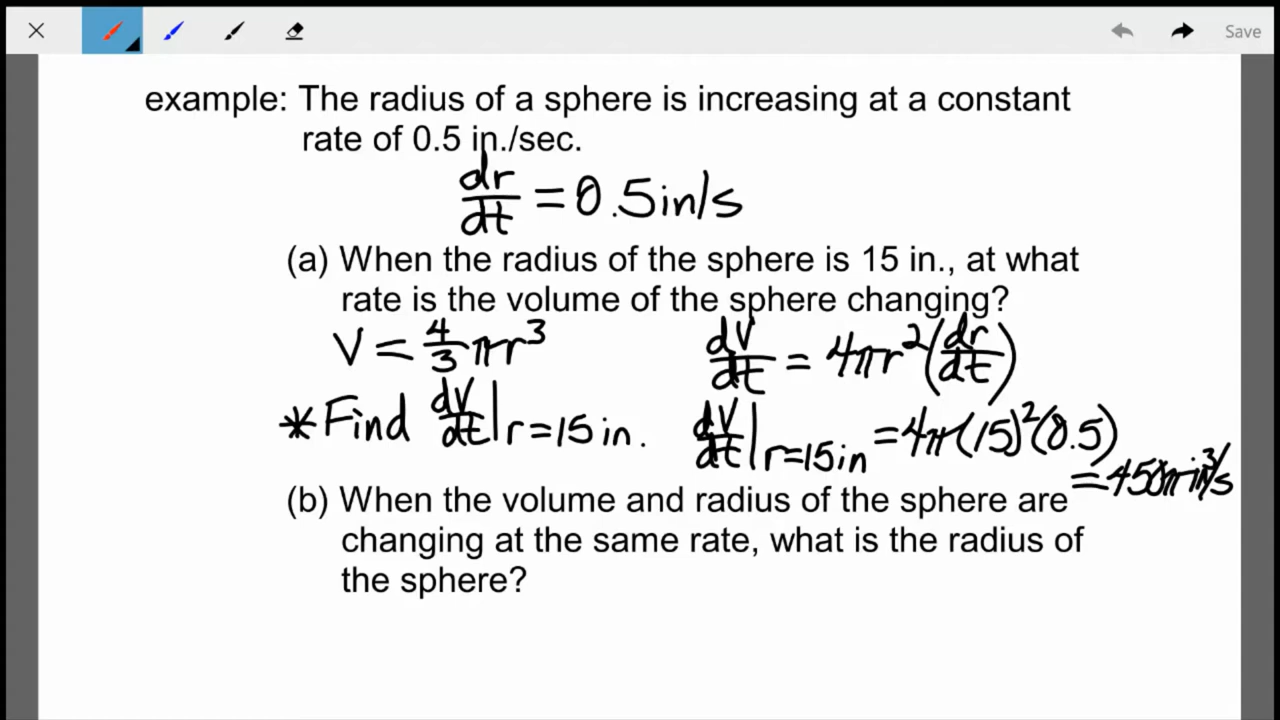 Save
example: The radius of a sphere is increasing at a constant
rate of 0.5 in./sec.
dr/dt = 0.5 in/s
(a) When the radius of the sphere is 15 in., at what
rate is the volume of the sphere changing?
V = 4/3 πr³
dV/dt = 4πr² (dr/dt)
* Find dV/dt | r=15 in.
dV/dt | r=15 in = 4π(15)²(0.5)
= 450π in³/s
(b) When the volume and radius of the sphere are
changing at the same rate, what is the radius of
the sphere?